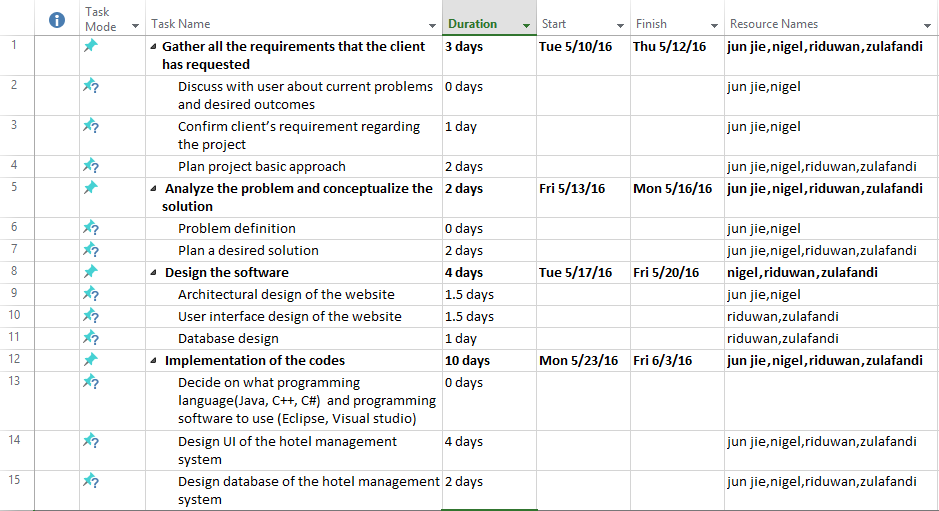 Task Mode Task Name Duration Start Finish Resource Names
1 Gather all the requirements that the client 3 days Tue 5/10/16 Thu 5/12/16 jun jie,nigel,riduwan,zulafandi
has requested
2 Discuss with user about current problems 0 days jun jie,nigel
and desired outcomes
3 Confirm client’s requirement regarding 1 day jun jie,nigel
the project
4 Plan project basic approach 2 days jun jie,nigel,riduwan,zulafandi
5 Analyze the problem and conceptualize the 2 days Fri 5/13/16 Mon 5/16/16 jun jie,nigel,riduwan,zulafandi
solution
6 Problem definition 0 days jun jie,nigel
7 Plan a desired solution 2 days jun jie,nigel,riduwan,zulafandi
8 Design the software 4 days Tue 5/17/16 Fri 5/20/16 nigel,riduwan,zulafandi
9 Architectural design of the website 1.5 days jun jie,nigel
10 User interface design of the website 1.5 days riduwan,zulafandi
11 Database design 1 day riduwan,zulafandi
12 Implementation of the codes 10 days Mon 5/23/16 Fri 6/3/16 jun jie,nigel,riduwan,zulafandi
13 Decide on what programming 0 days
language(Java, C++, C#) and programming
software to use (Eclipse, Visual studio)
14 Design UI of the hotel management 4 days jun jie,nigel,riduwan,zulafandi
system
15 Design database of the hotel management 2 days jun jie,nigel,riduwan,zulafandi
system